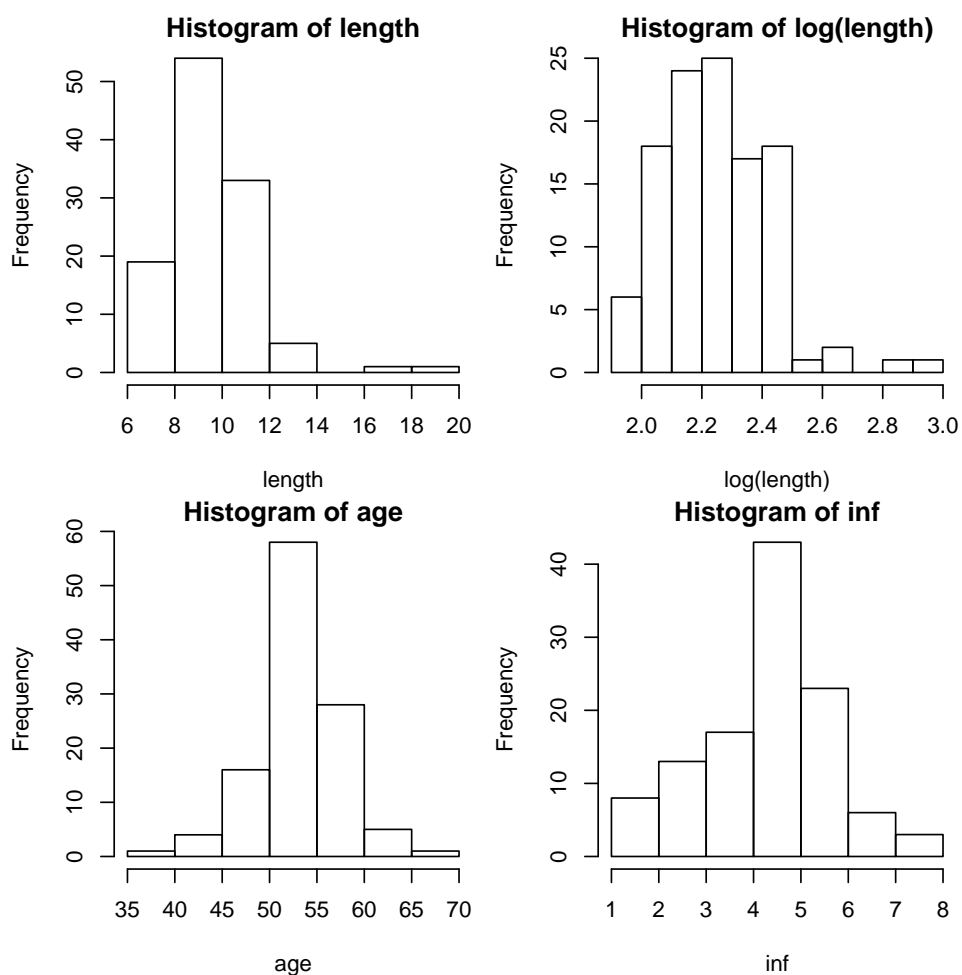 Histogram of length
Frequency
0 10 20 30 40 50
6 8 10 12 14 16 18 20
length
Histogram of log(length)
Frequency
0 5 10 15 20 25
2.0 2.2 2.4 2.6 2.8 3.0
log(length)
Histogram of age
Frequency
0 10 20 30 40 50 60
35 40 45 50 55 60 65 70
age
Histogram of inf
Frequency
0 10 20 30 40
1 2 3 4 5 6 7 8
inf